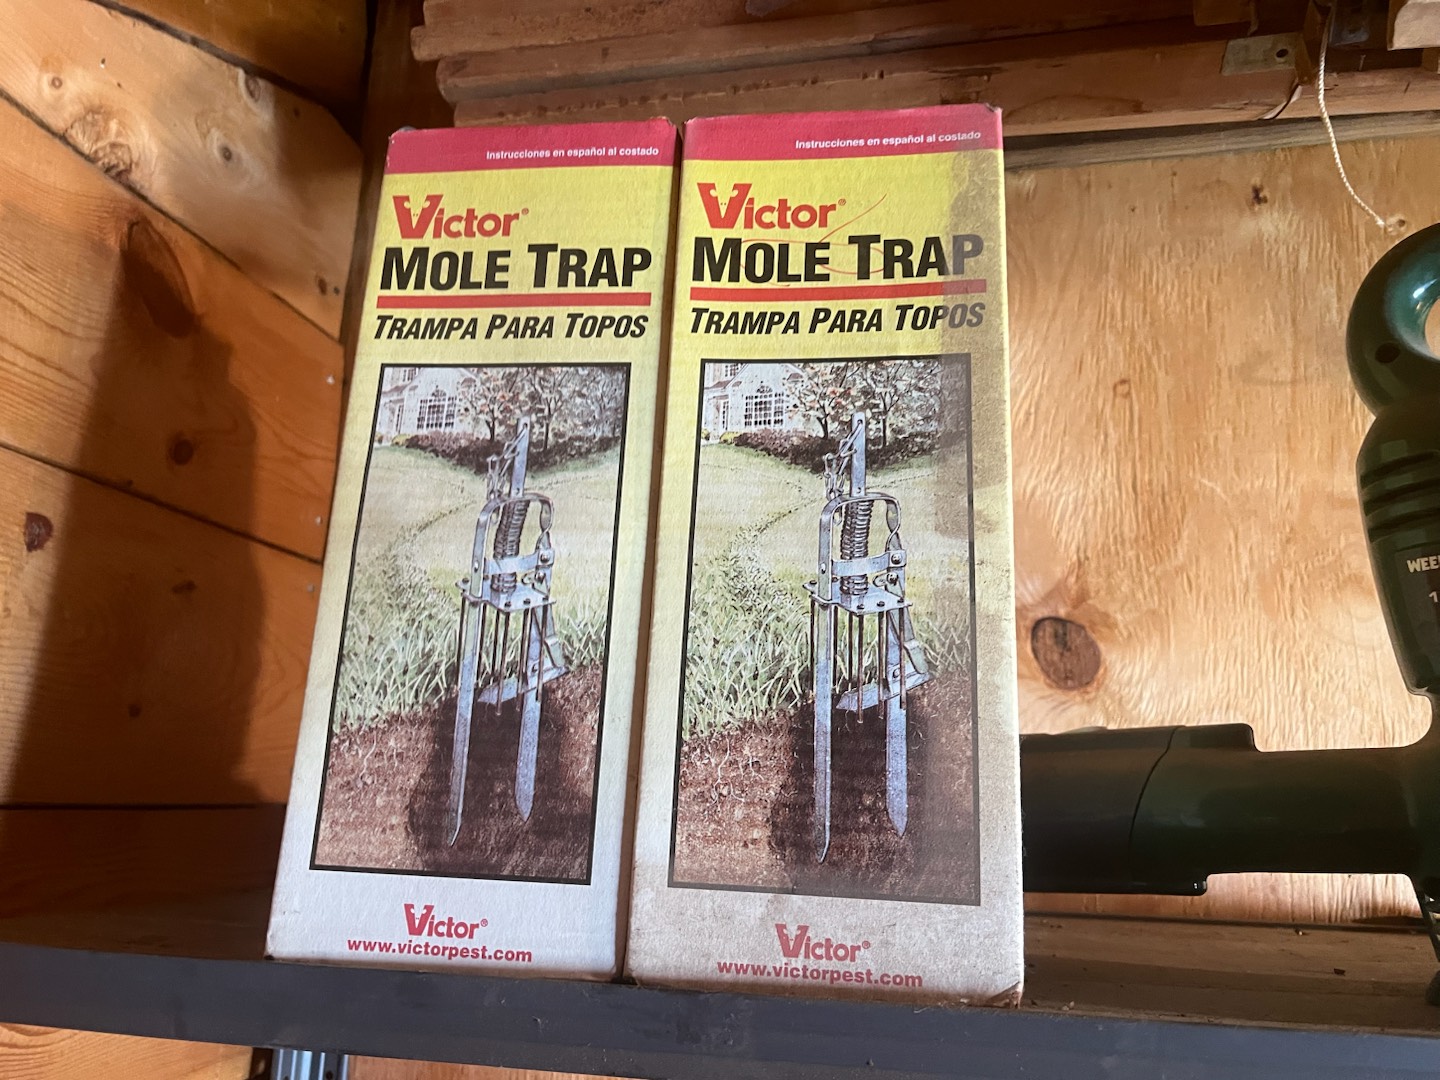 Instrucciones en español al costado
Victor®
MOLE TRAP
TRAMPA PARA TOPOS
Victor®
www.victorpest.com
Instrucciones en español al costado
Victor®
MOLE TRAP
TRAMPA PARA TOPOS
Victor®
www.victorpest.com